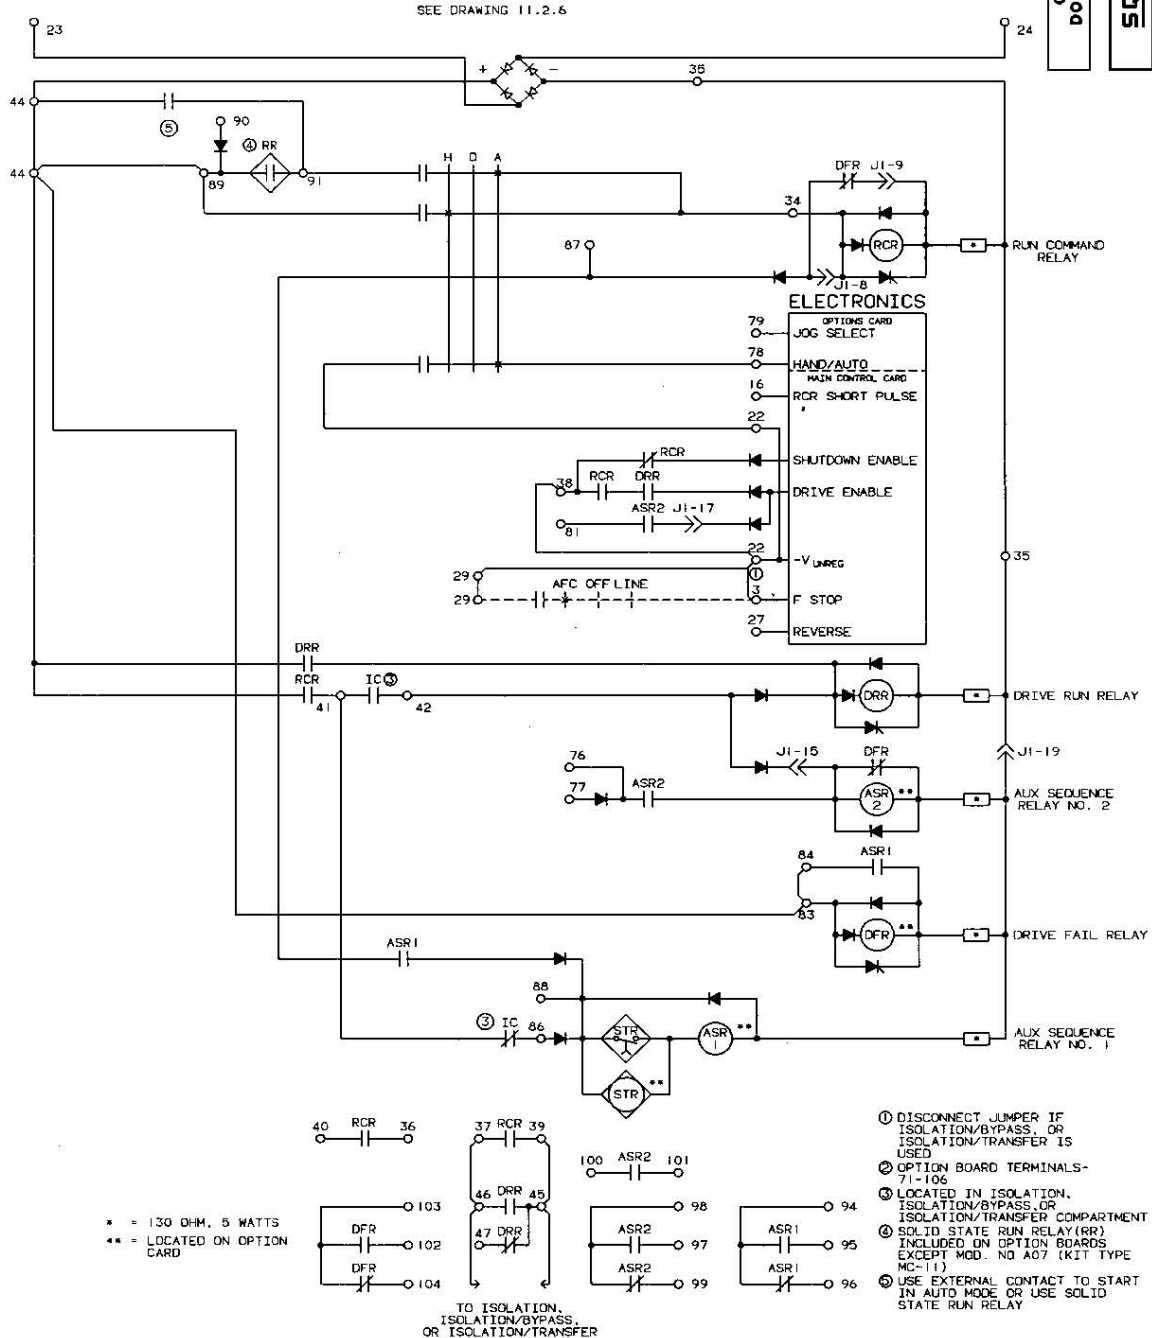 SEE DRAWING 11.2.6
23
24
+
-
35
44
5
90
4 RR
44
89
91
H O A
DFR J1-9
34
87
RCR
*
RUN COMMAND
RELAY
J1-8
ELECTRONICS
OPTIONS CARD
79
JOG SELECT
78
HAND/AUTO
MAIN CONTROL CARD
16
RCR SHORT PULSE
22
RCR
SHUTDOWN ENABLE
38
RCR
DRR
DRIVE ENABLE
ASR2 J1-17
81
22
-V UNREG
35
1
29
AFC OFF LINE
29
3
F STOP
27
REVERSE
DRR
RCR
IC 3
41
42
DRR
*
DRIVE RUN RELAY
J1-15
DFR
J1-19
76
77
ASR2
ASR
2
**
*
AUX SEQUENCE
RELAY NO. 2
84
ASR1
83
DFR
**
*
DRIVE FAIL RELAY
ASR1
88
3 IC
86
STR
ASR
1
**
*
AUX SEQUENCE
RELAY NO. 1
STR
**
40 RCR 36
37 RCR 39
100 ASR2 101
46 DRR 45
47 DRR
103
DFR
102
DFR
104
98
ASR2
97
ASR2
99
94
ASR1
95
ASR1
96
TO ISOLATION,
ISOLATION/BYPASS,
OR ISOLATION/TRANSFER
* = 130 OHM, 5 WATTS
** = LOCATED ON OPTION
CARD
1 DISCONNECT JUMPER IF
ISOLATION/BYPASS, OR
ISOLATION/TRANSFER IS
USED
2 OPTION BOARD TERMINALS-
71-106
3 LOCATED IN ISOLATION,
ISOLATION/BYPASS,OR
ISOLATION/TRANSFER COMPARTMENT
4 SOLID STATE RUN RELAY(RR)
INCLUDED ON OPTION BOARDS
EXCEPT MOD. NO A07 (KIT TYPE
MC-11)
5 USE EXTERNAL CONTACT TO START
IN AUTO MODE OR USE SOLID
STATE RUN RELAY